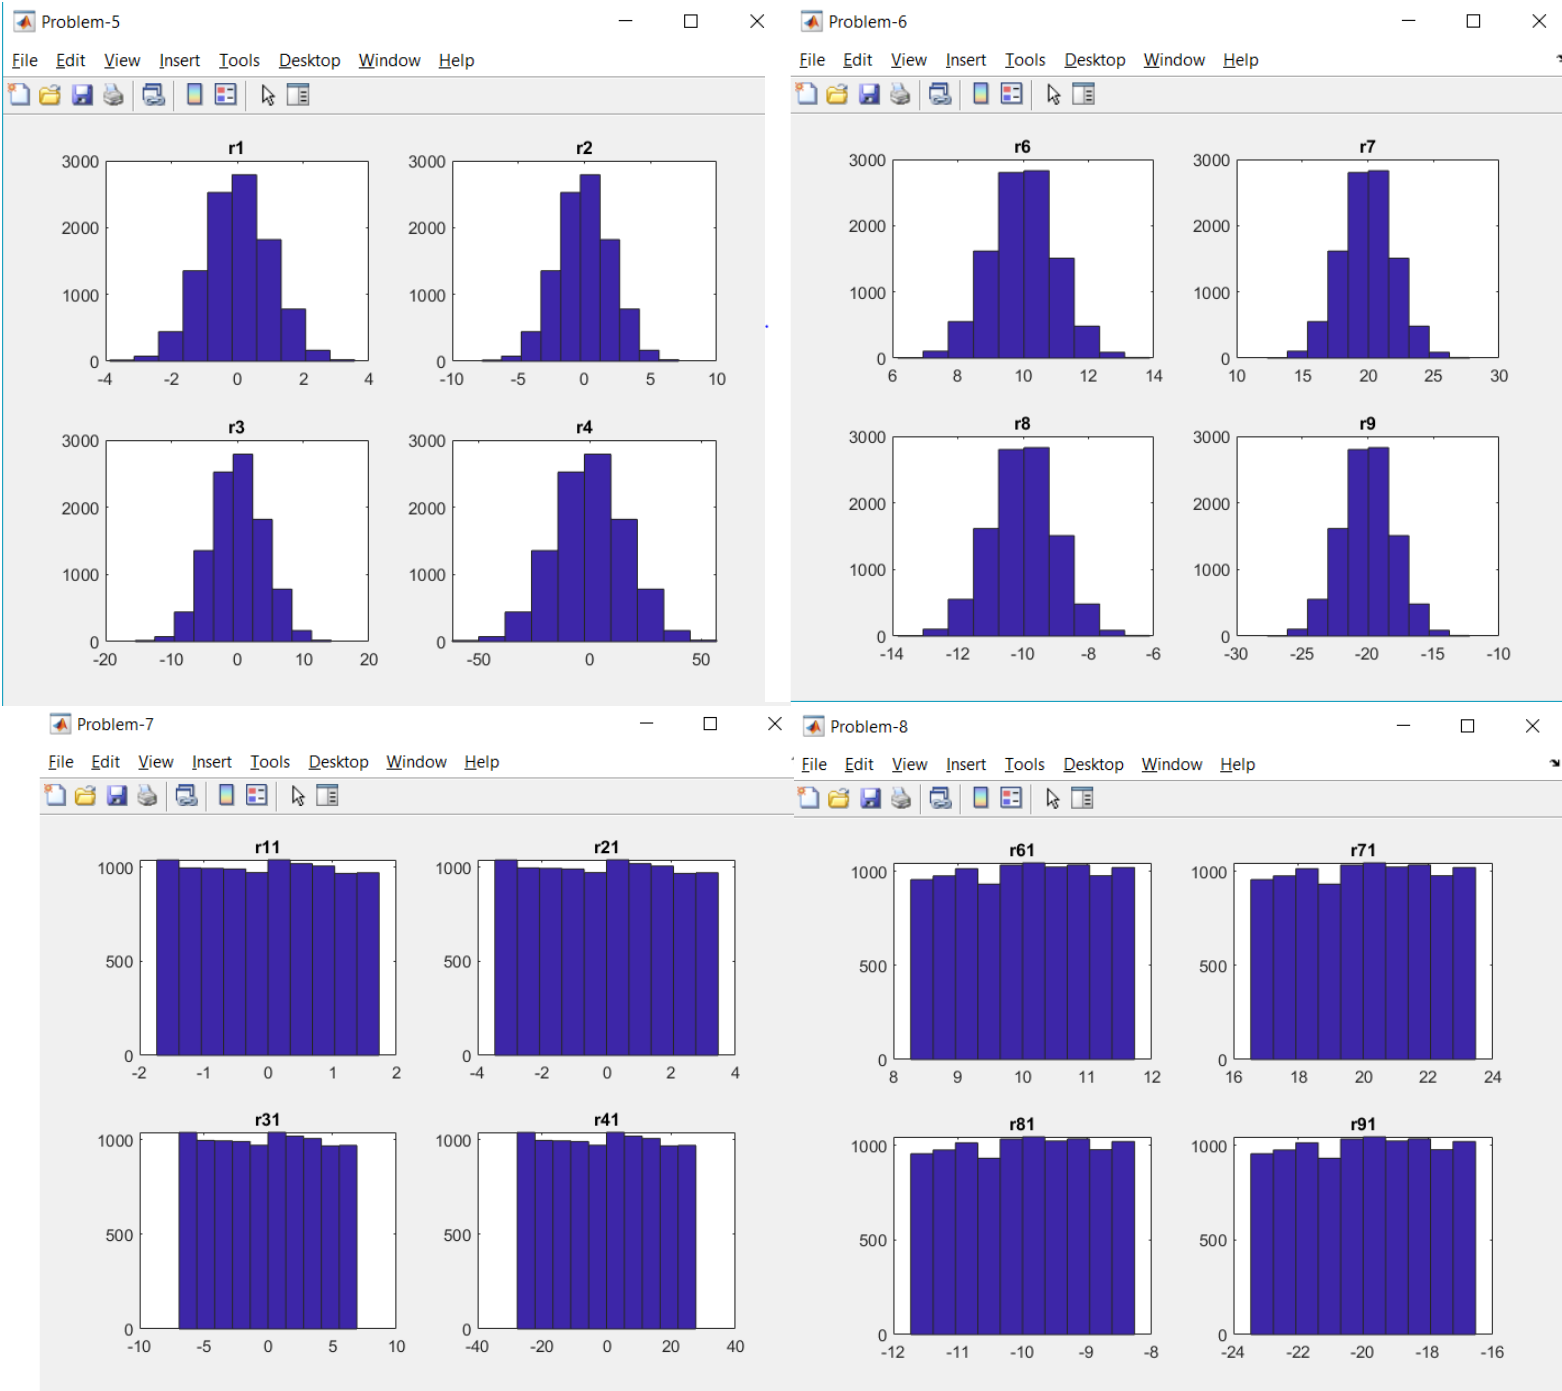 Problem-5
File Edit View Insert Tools Desktop Window Help
r1
3000
2000
1000
0
-4 -2 0 2 4
r2
3000
2000
1000
0
-10 -5 0 5 10
r3
3000
2000
1000
0
-20 -10 0 10 20
r4
3000
2000
1000
0
-50 0 50
Problem-6
File Edit View Insert Tools Desktop Window Help
r6
3000
2000
1000
0
6 8 10 12 14
r7
3000
2000
1000
0
10 15 20 25 30
r8
3000
2000
1000
0
-14 -12 -10 -8 -6
r9
3000
2000
1000
0
-30 -25 -20 -15 -10
Problem-7
File Edit View Insert Tools Desktop Window Help
r11
1000
500
0
-2 -1 0 1 2
r21
1000
500
0
-4 -2 0 2 4
r31
1000
500
0
-10 -5 0 5 10
r41
1000
500
0
-40 -20 0 20 40
Problem-8
File Edit View Insert Tools Desktop Window Help
r61
1000
500
0
8 9 10 11 12
r71
1000
500
0
16 18 20 22 24
r81
1000
500
0
-12 -11 -10 -9 -8
r91
1000
500
0
-24 -22 -20 -18 -16